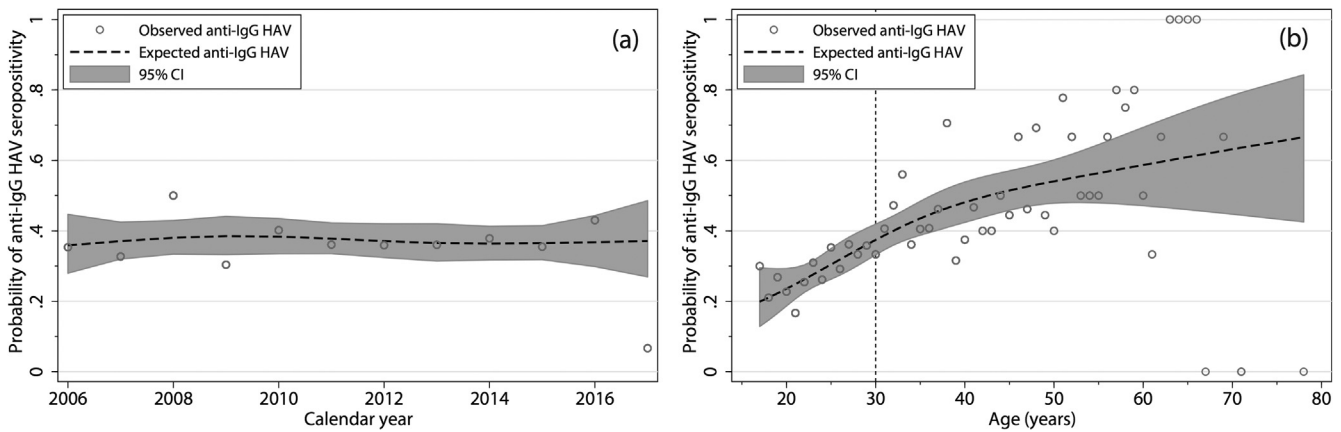 Probability of anti-IgG HAV seropositivity
1
.8
.6
.4
.2
0
Observed anti-IgG HAV
Expected anti-IgG HAV
95% CI
(a)
2006 2008 2010 2012 2014 2016
Calendar year
Probability of anti-IgG HAV seropositivity
1
.8
.6
.4
.2
0
Observed anti-IgG HAV
Expected anti-IgG HAV
95% CI
(b)
20 30 40 50 60 70 80
Age (years)